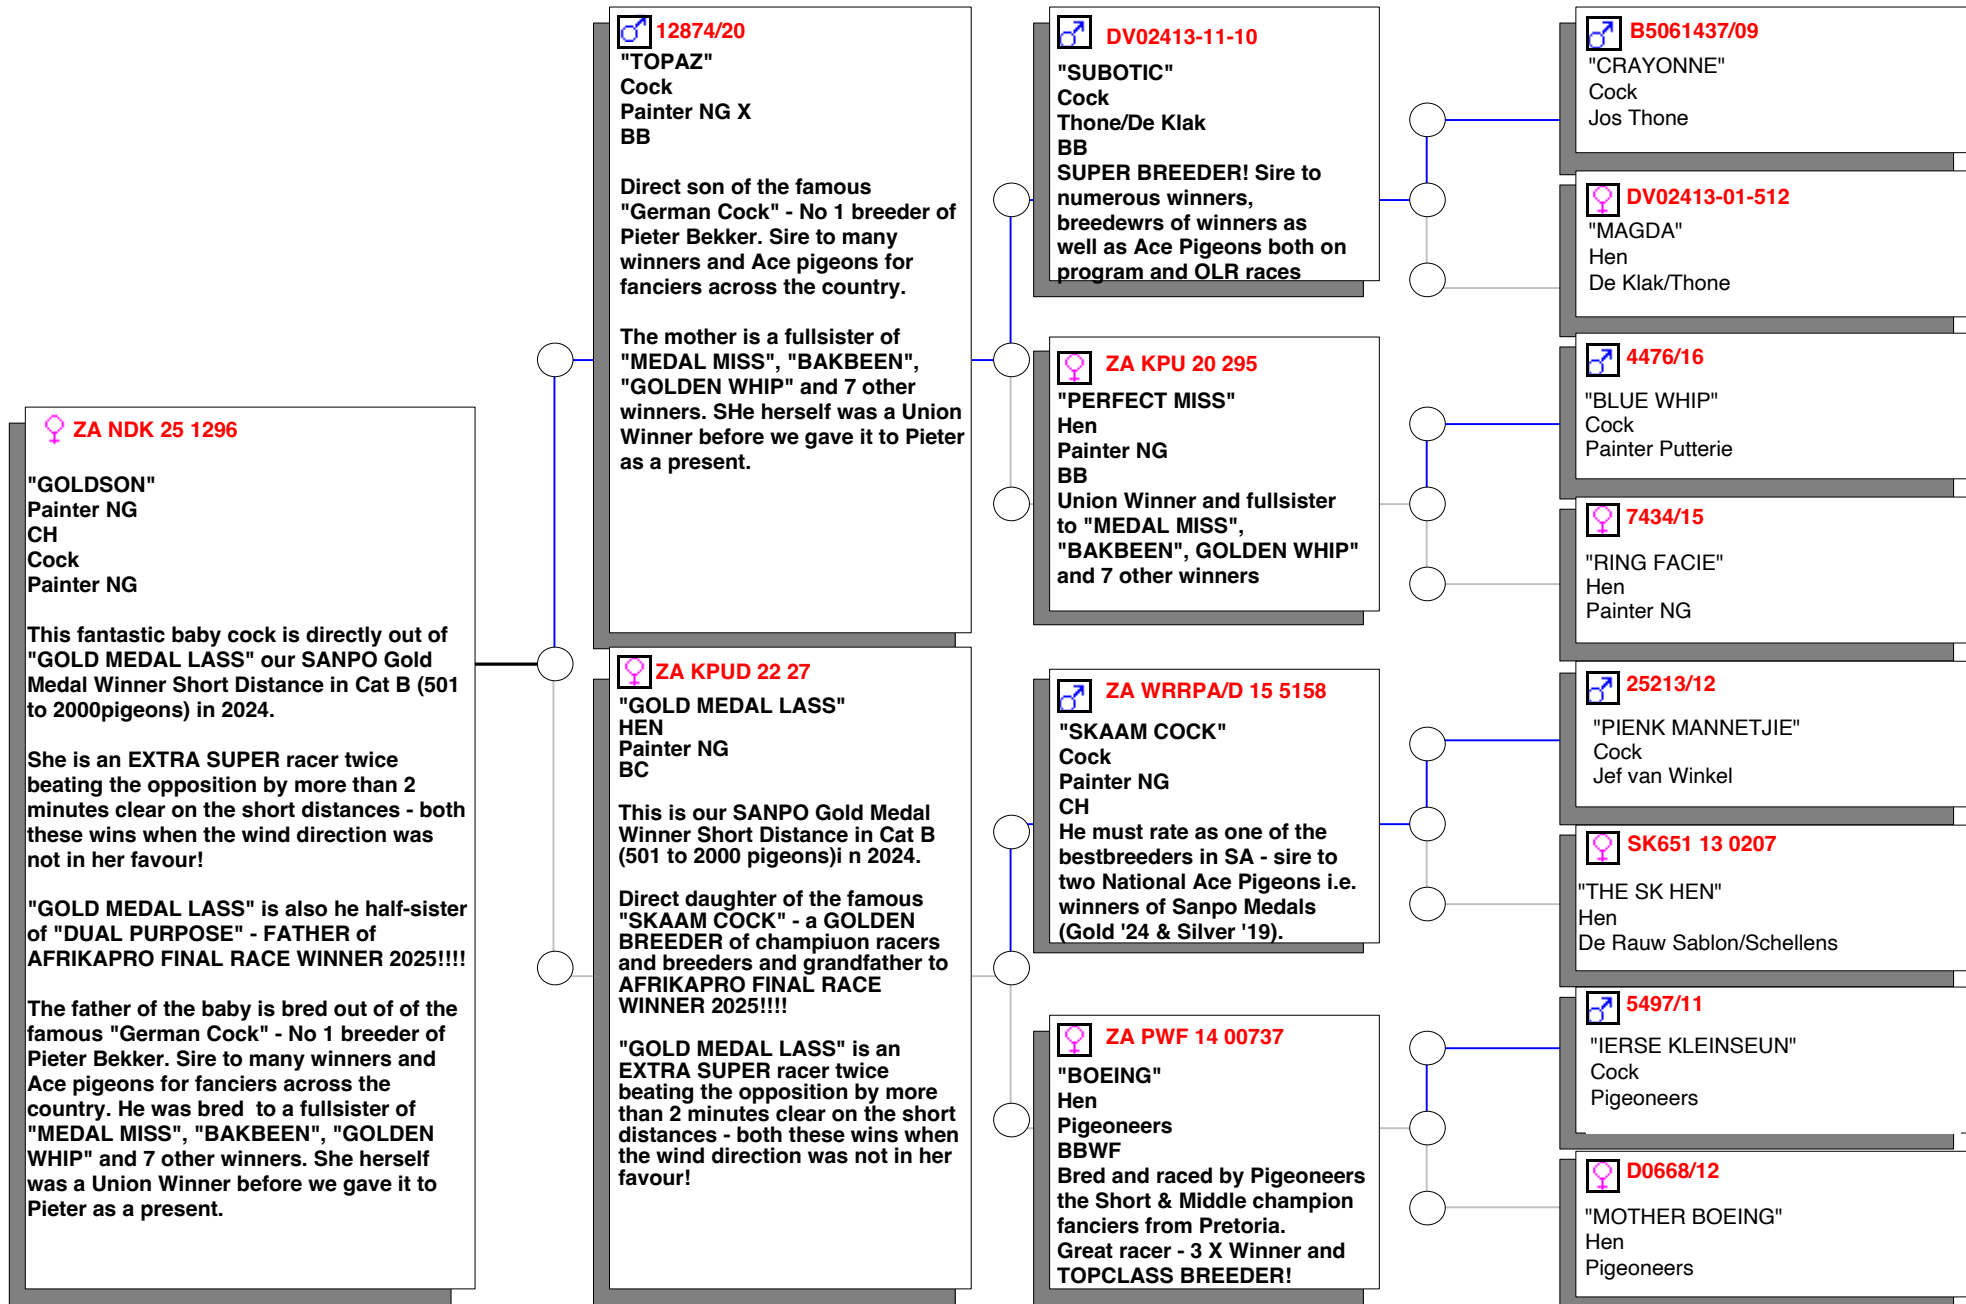 ZA NDK 25 1296
"GOLDSON"
Painter NG
CH
Cock
Painter NG
This fantastic baby cock is directly out of
"GOLD MEDAL LASS" our SANPO Gold
Medal Winner Short Distance in Cat B (501
to 2000pigeons) in 2024.
She is an EXTRA SUPER racer twice
beating the opposition by more than 2
minutes clear on the short distances - both
these wins when the wind direction was
not in her favour!
"GOLD MEDAL LASS" is also he half-sister
of "DUAL PURPOSE" - FATHER of
AFRIKAPRO FINAL RACE WINNER 2025!!!!
The father of the baby is bred out of of the
famous "German Cock" - No 1 breeder of
Pieter Bekker. Sire to many winners and
Ace pigeons for fanciers across the
country. He was bred  to a fullsister of
"MEDAL MISS", "BAKBEEN", "GOLDEN
WHIP" and 7 other winners. She herself
was a Union Winner before we gave it to
Pieter as a present.
12874/20
"TOPAZ"
Cock
Painter NG X
BB
Direct son of the famous
"German Cock" - No 1 breeder of
Pieter Bekker. Sire to many
winners and Ace pigeons for
fanciers across the country.
The mother is a fullsister of
"MEDAL MISS", "BAKBEEN",
"GOLDEN WHIP" and 7 other
winners. SHe herself was a Union
Winner before we gave it to Pieter
as a present.
ZA KPUD 22 27
"GOLD MEDAL LASS"
HEN
Painter NG
BC
This is our SANPO Gold Medal
Winner Short Distance in Cat B
(501 to 2000 pigeons)i n 2024.
Direct daughter of the famous
"SKAAM COCK" - a GOLDEN
BREEDER of champiuon racers
and breeders and grandfather to
AFRIKAPRO FINAL RACE
WINNER 2025!!!!
"GOLD MEDAL LASS" is an
EXTRA SUPER racer twice
beating the opposition by more
than 2 minutes clear on the short
distances - both these wins when
the wind direction was not in her
favour!
DV02413-11-10
"SUBOTIC"
Cock
Thone/De Klak
BB
SUPER BREEDER! Sire to
numerous winners,
breedewrs of winners as
well as Ace Pigeons both on
program and OLR races
ZA KPU 20 295
"PERFECT MISS"
Hen
Painter NG
BB
Union Winner and fullsister
to "MEDAL MISS",
"BAKBEEN", GOLDEN WHIP"
and 7 other winners
ZA WRRPA/D 15 5158
"SKAAM COCK"
Cock
Painter NG
CH
He must rate as one of the
bestbreeders in SA - sire to
two National Ace Pigeons i.e.
winners of Sanpo Medals
(Gold '24 & Silver '19).
ZA PWF 14 00737
"BOEING"
Hen
Pigeoneers
BBWF
Bred and raced by Pigeoneers
the Short & Middle champion
fanciers from Pretoria.
Great racer - 3 X Winner and
TOPCLASS BREEDER!
B5061437/09
"CRAYONNE"
Cock
Jos Thone
DV02413-01-512
"MAGDA"
Hen
De Klak/Thone
4476/16
"BLUE WHIP"
Cock
Painter Putterie
7434/15
"RING FACIE"
Hen
Painter NG
25213/12
"PIENK MANNETJIE"
Cock
Jef van Winkel
SK651 13 0207
"THE SK HEN"
Hen
De Rauw Sablon/Schellens
5497/11
"IERSE KLEINSEUN"
Cock
Pigeoneers
D0668/12
"MOTHER BOEING"
Hen
Pigeoneers